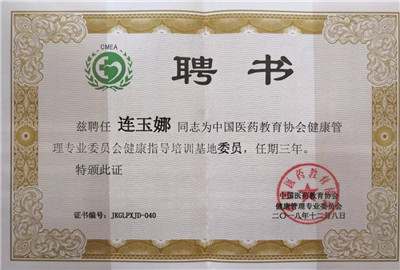 CMEA
聘书
兹聘任 连玉娜 同志为中国医药教育协会健康管
理专业委员会健康指导培训基地委员，任期三年。
特颁此证
中国医药教育协会
健康管理专业委员会
证书编号：JKGLPXJD-040
二〇一八年十二月八日